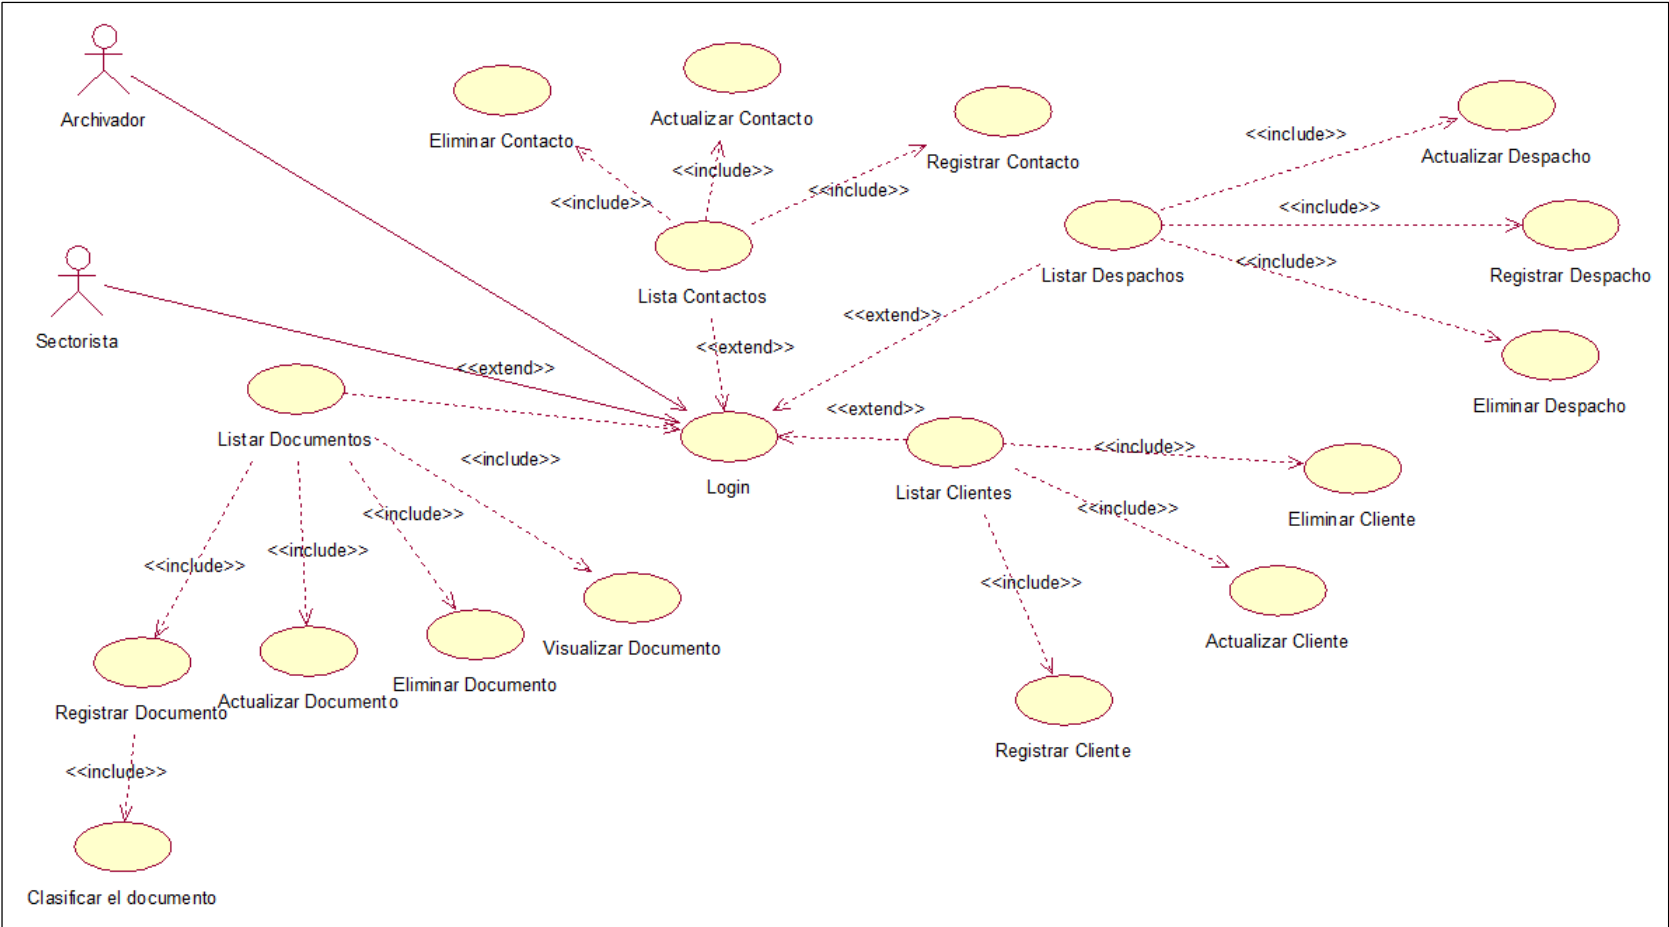 Archivador
Actualizar Contacto
<<include>>
Eliminar Contacto
Actualizar Despacho
Registrar Contacto
<<include>>
<<include>>
<<include>>
<<include>>
<<include>>
<<include>>
Listar Despachos
Registrar Despacho
Lista Contactos
<<extend>>
Sectorista
<<extend>>
<<extend>>
Eliminar Despacho
<<extend>>
Listar Documentos
<<include>>
<<include>>
Login
Listar Clientes
<<include>>
<<include>>
Eliminar Cliente
<<include>>
<<include>>
<<include>>
Actualizar Cliente
Visualizar Documento
Eliminar Documento
Actualizar Documento
Registrar Documento
Registrar Cliente
<<include>>
Clasificar el documento